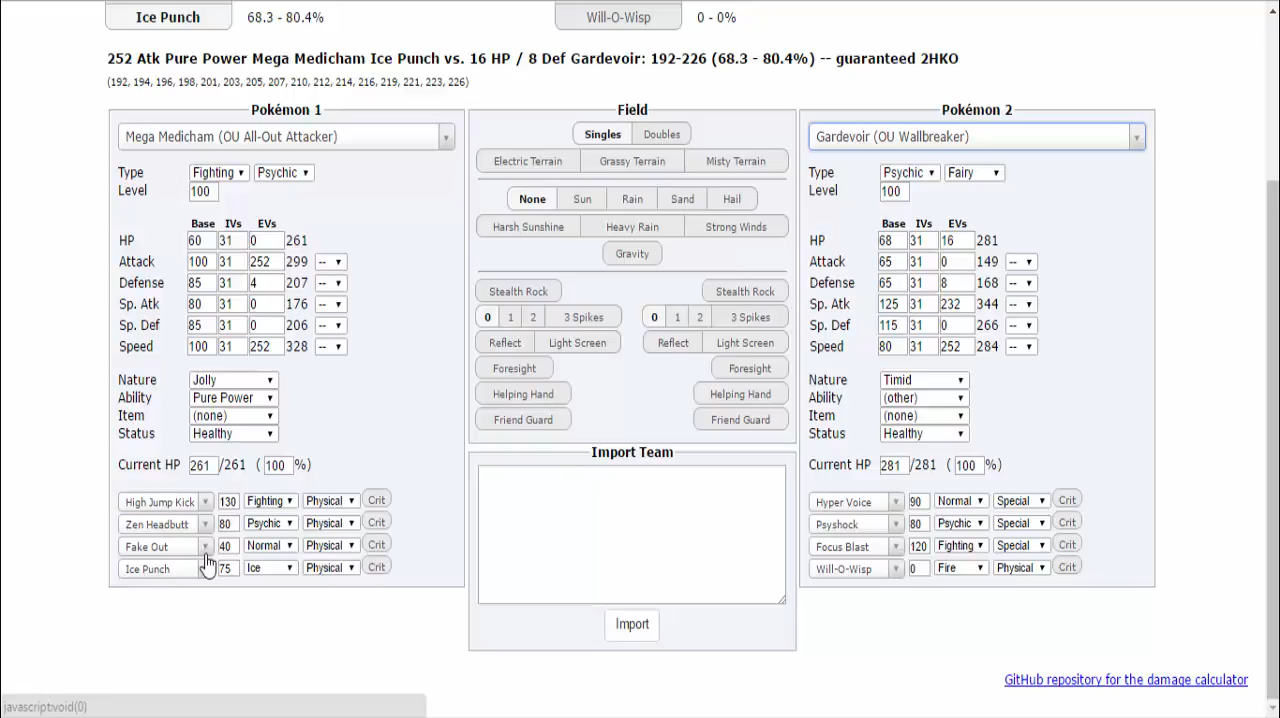 Ice Punch 68.3 - 80.4% Will-O-Wisp 0 - 0%
252 Atk Pure Power Mega Medicham Ice Punch vs. 16 HP / 8 Def Gardevoir: 192-226 (68.3 - 80.4%) -- guaranteed 2HKO
(192, 194, 196, 198, 201, 203, 205, 207, 210, 212, 214, 216, 219, 221, 223, 226)
Pokémon 1
Mega Medicham (OU All-Out Attacker)
Type Fighting Psychic
Level 100
Base IVs EVs
HP 60 31 0 261
Attack 100 31 252 299 --
Defense 85 31 4 207 --
Sp. Atk 80 31 0 176 --
Sp. Def 85 31 0 206 --
Speed 100 31 252 328 --
Nature Jolly
Ability Pure Power
Item (none)
Status Healthy
Current HP 261 /261 ( 100 %)
High Jump Kick 130 Fighting Physical Crit
Zen Headbutt 80 Psychic Physical Crit
Fake Out 40 Normal Physical Crit
Ice Punch 75 Ice Physical Crit
Field
Singles Doubles
Electric Terrain Grassy Terrain Misty Terrain
None Sun Rain Sand Hail
Harsh Sunshine Heavy Rain Strong Winds
Gravity
Stealth Rock Stealth Rock
0 1 2 3 Spikes 0 1 2 3 Spikes
Reflect Light Screen Reflect Light Screen
Foresight Foresight
Helping Hand Helping Hand
Friend Guard Friend Guard
Import Team
Import
Pokémon 2
Gardevoir (OU Wallbreaker)
Type Psychic Fairy
Level 100
Base IVs EVs
HP 68 31 16 281
Attack 65 31 0 149 --
Defense 65 31 8 168 --
Sp. Atk 125 31 232 344 --
Sp. Def 115 31 0 266 --
Speed 80 31 252 284 --
Nature Timid
Ability (other)
Item (none)
Status Healthy
Current HP 281 /281 ( 100 %)
Hyper Voice 90 Normal Special Crit
Psyshock 80 Psychic Special Crit
Focus Blast 120 Fighting Special Crit
Will-O-Wisp 0 Fire Physical Crit
GitHub repository for the damage calculator
javascript:void(0)